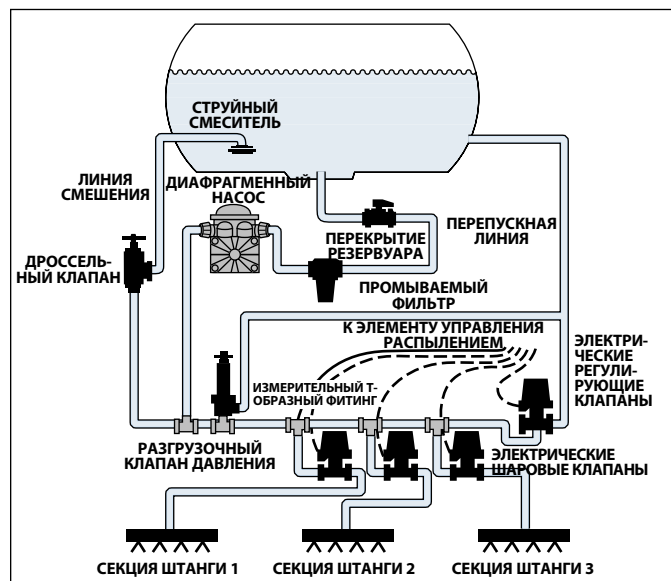 СТРУЙНЫЙ
СМЕСИТЕЛЬ
ЛИНИЯ
СМЕШЕНИЯ
ДИАФРАГМЕННЫЙ
НАСОС
ДРОССЕЛЬ-
НЫЙ КЛАПАН
ПЕРЕКРЫТИЕ
РЕЗЕРВУАРА
ПЕРЕПУСКНАЯ
ЛИНИЯ
ПРОМЫВАЕМЫЙ
ФИЛЬТР
К ЭЛЕМЕНТУ УПРАВЛЕНИЯ
РАСПЫЛЕНИЕМ
ЭЛЕКТРИ-
ЧЕСКИЕ
РЕГУЛИ-
РУЮЩИЕ
КЛАПАНЫ
ИЗМЕРИТЕЛЬНЫЙ Т-
ОБРАЗНЫЙ ФИТИНГ
РАЗГРУЗОЧНЫЙ
КЛАПАН ДАВЛЕНИЯ
ЭЛЕКТРИЧЕСКИЕ
ШАРОВЫЕ КЛАПАНЫ
СЕКЦИЯ ШТАНГИ 1
СЕКЦИЯ ШТАНГИ 2
СЕКЦИЯ ШТАНГИ 3